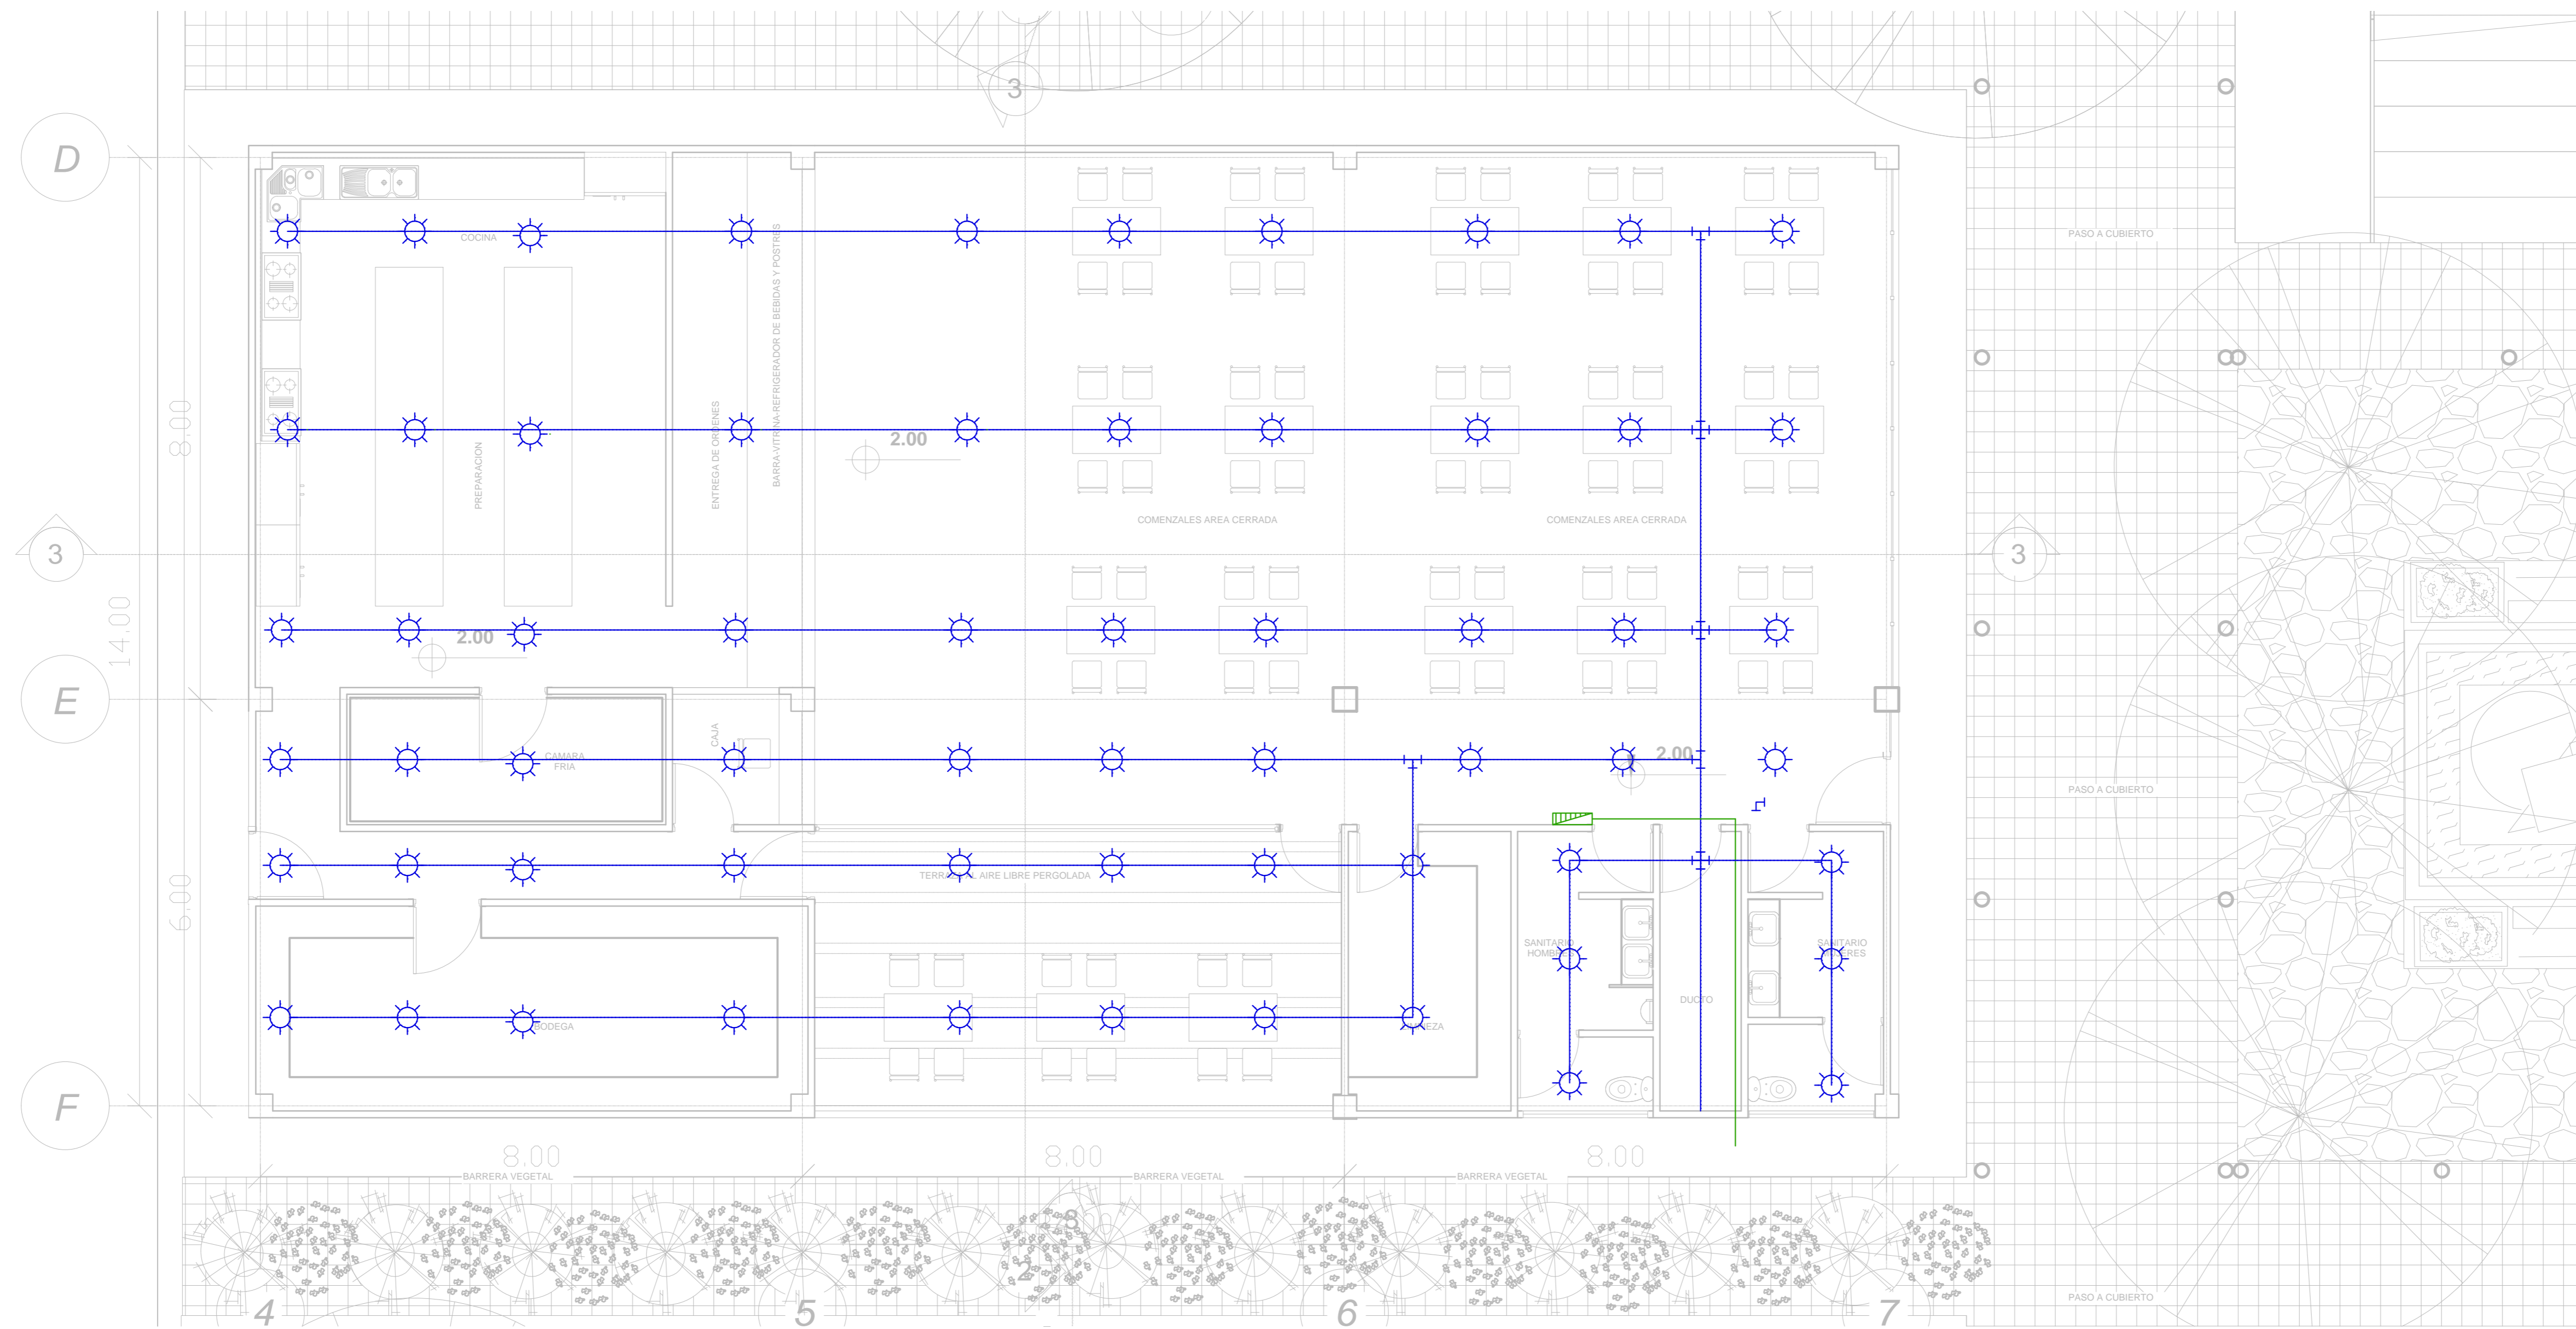 3
D
COCINA
PASO A CUBIERTO
BARRA-VITRINA-REFRIGERADOR DE BEBIDAS Y POSTRES
ENTREGA DE ORDENES
PREPARACION
8.00
2.00
COMENZALES AREA CERRADA
COMENZALES AREA CERRADA
3
3
14.00
2.00
E
CAJA
CAMARA
FRIA
2.00
PASO A CUBIERTO
6.00
SANITARIO
HOMBRES
SANITARIO
DUCTO
BODEGA
F
8.00
8.00
8.00
BARRERA VEGETAL
BARRERA VEGETAL
BARRERA VEGETAL
PASO A CUBIERTO
4
5
6
7